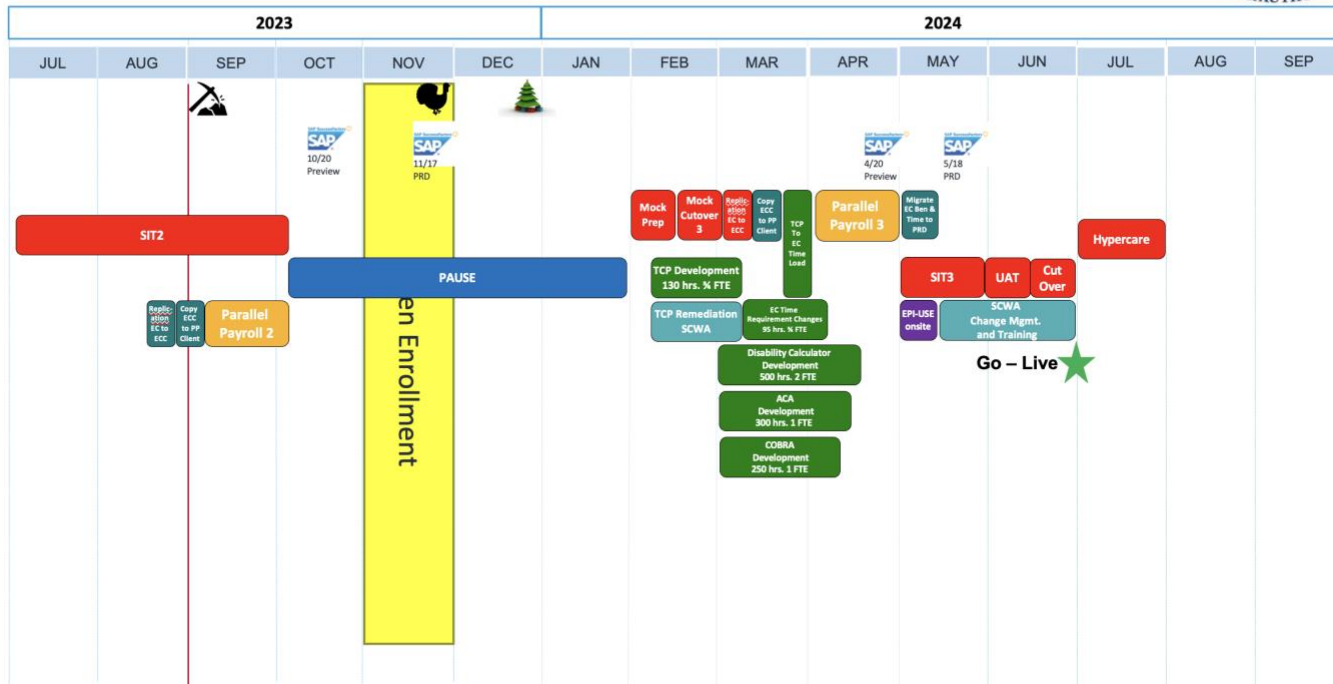 2023
2024
JUL
AUG
SEP
OCT
NOV
DEC
JAN
FEB
MAR
APR
MAY
JUN
JUL
AUG
SEP
SAP
10/20
Preview
SAP
11/17
PRD
SAP
4/20
Preview
SAP
5/18
PRD
Mock
Prep
Mock
Cutover
3
Replic-
ation
EC to
ECC
Copy
ECC
to PP
Client
TCP
To
EC
Time
Load
Parallel
Payroll 3
Migrate
EC Ben &
Time to
PRD
SIT2
Hypercare
PAUSE
TCP Development
130 hrs. ¾ FTE
SIT3
UAT
Cut
Over
Replic-
ation
EC to
ECC
Copy
ECC
to PP
Client
Parallel
Payroll 2
en Enrollment
TCP Remediation
SCWA
EC Time
Requirement Changes
95 hrs. ¾ FTE
EPI-USE
onsite
SCWA
Change Mgmt.
and Training
Disability Calculator
Development
500 hrs. 2 FTE
Go – Live
ACA
Development
300 hrs. 1 FTE
COBRA
Development
250 hrs. 1 FTE